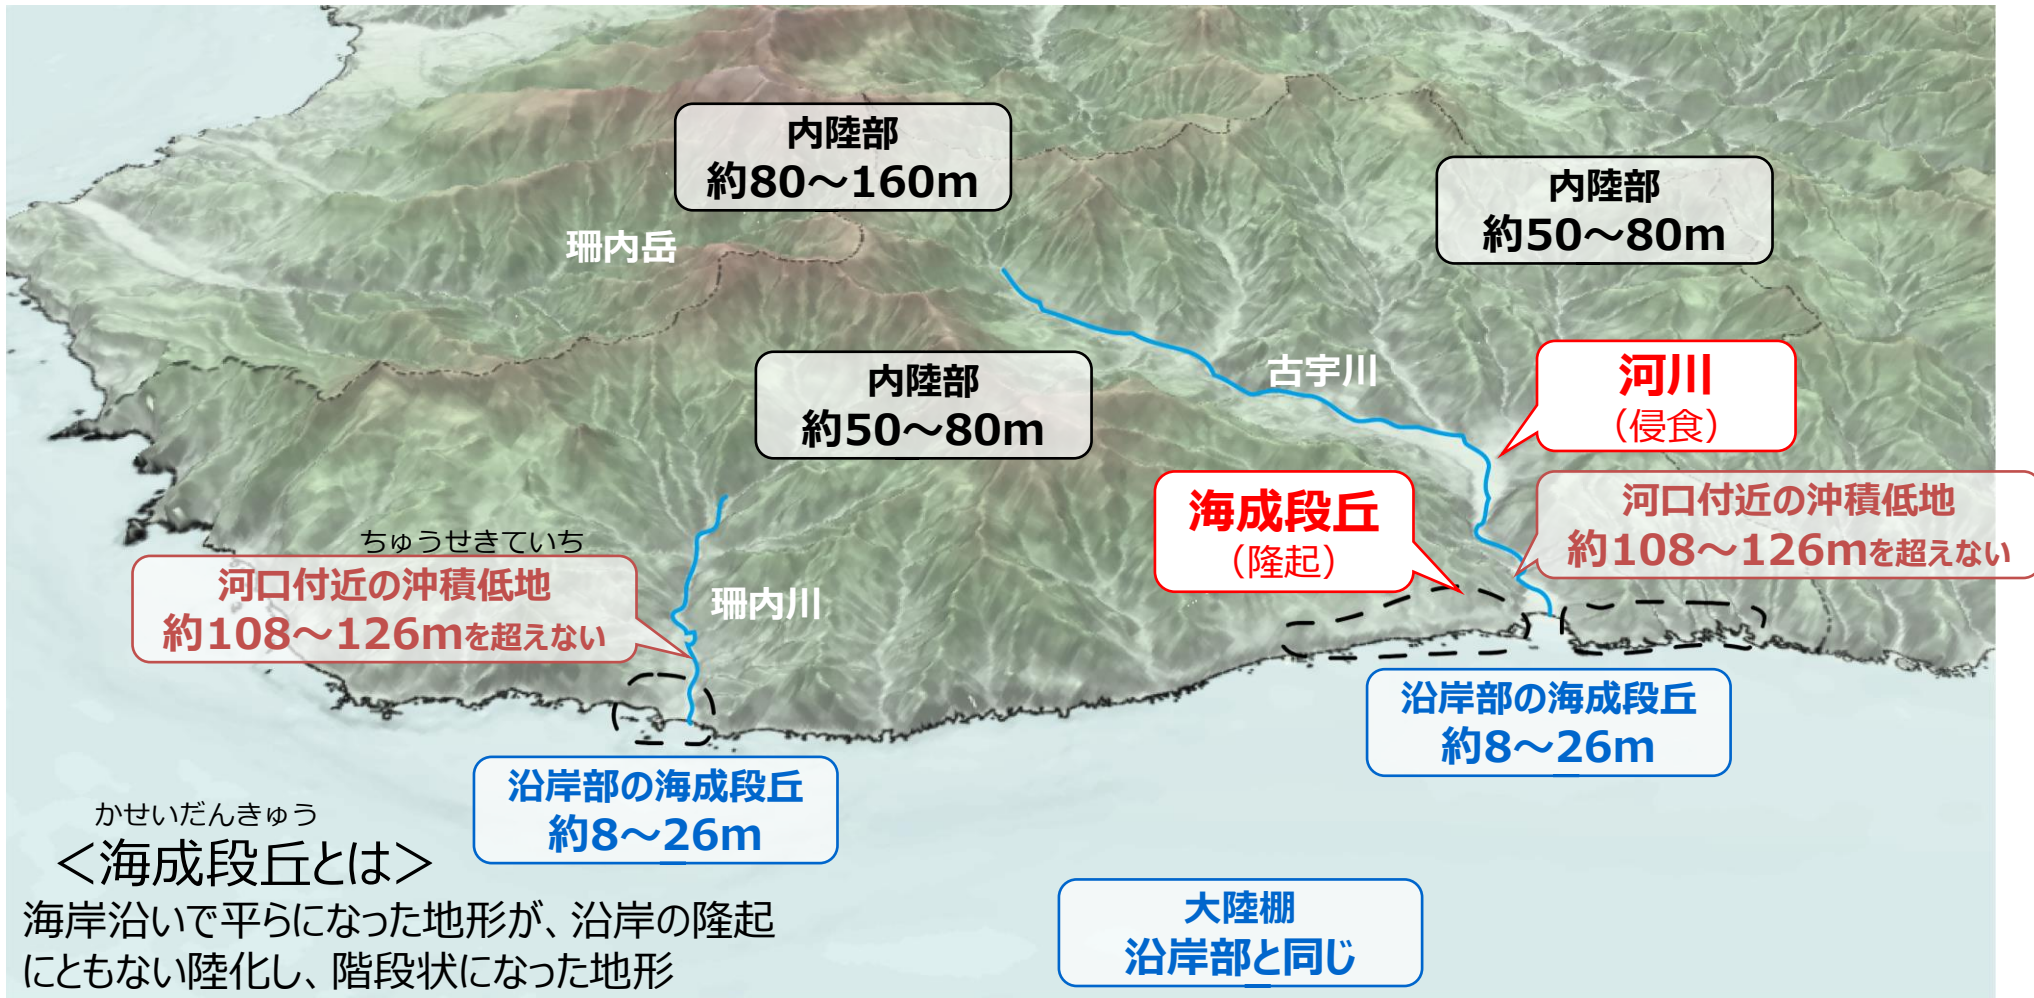 内陸部
約80～160m
内陸部
約50～80m
珊内岳
内陸部
約50～80m
古宇川
河川
（侵食）
海成段丘
（隆起）
河口付近の沖積低地
約108～126mを超えない
ちゅうせきていち
河口付近の沖積低地
約108～126mを超えない
珊内川
沿岸部の海成段丘
約8～26m
沿岸部の海成段丘
約8～26m
かせいだんきゅう
＜海成段丘とは＞
海岸沿いで平らになった地形が、沿岸の隆起
にともない陸化し、階段状になった地形
大陸棚
沿岸部と同じ